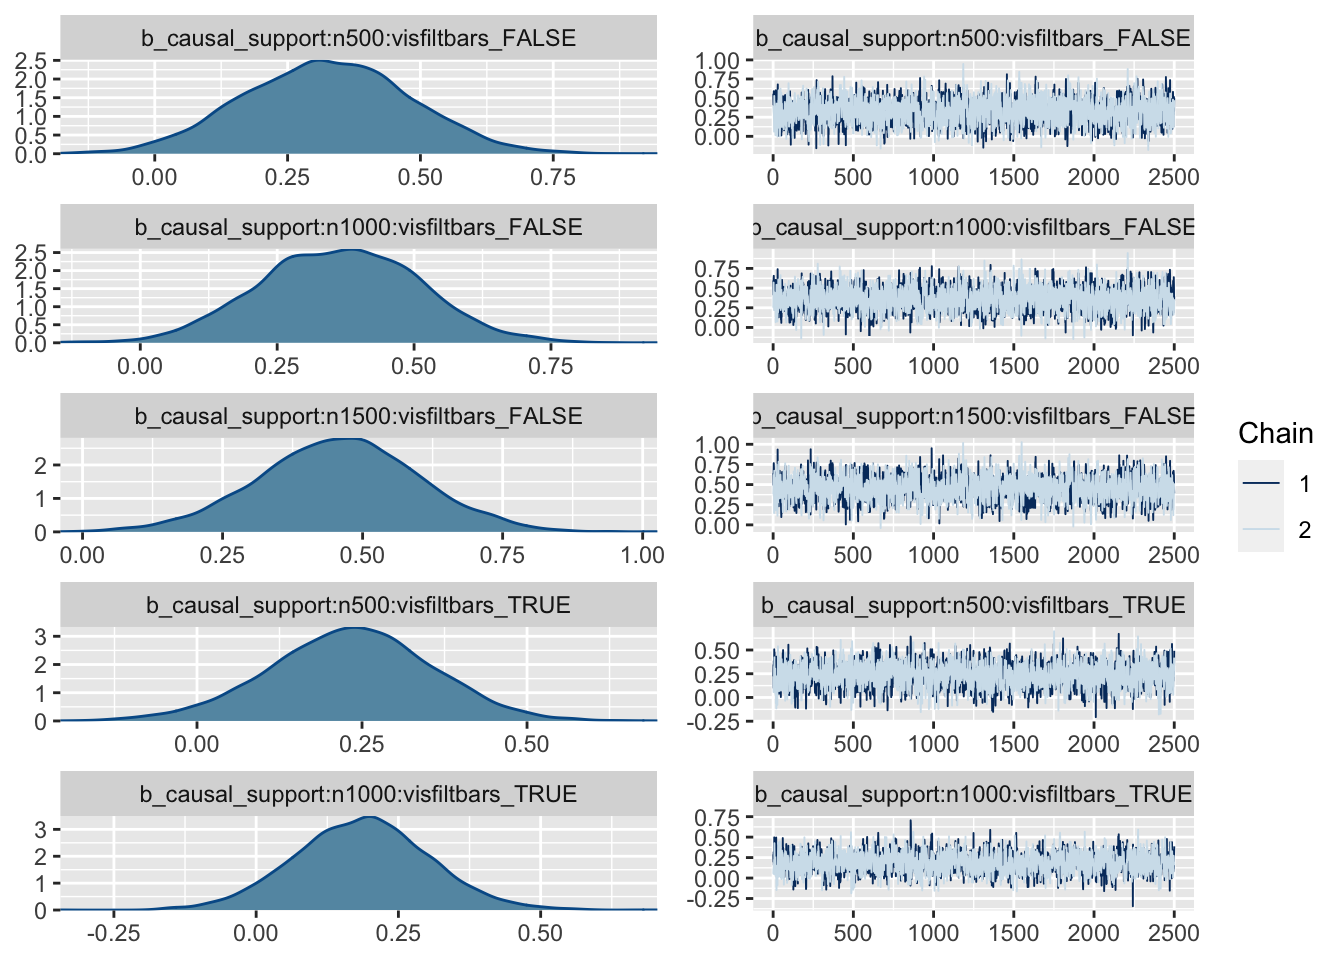 b_causal_support:n500:visfiltbars_FALSE
2.5
2.0
1.5
1.0
0.5
0.0
0.00 0.25 0.50 0.75
b_causal_support:n500:visfiltbars_FALSE
1.00
0.75
0.50
0.25
0.00
0 500 1000 1500 2000 2500
b_causal_support:n1000:visfiltbars_FALSE
2.5
2.0
1.5
1.0
0.5
0.0
0.00 0.25 0.50 0.75
b_causal_support:n1000:visfiltbars_FALSE
0.75
0.50
0.25
0.00
0 500 1000 1500 2000 2500
b_causal_support:n1500:visfiltbars_FALSE
2
1
0
0.00 0.25 0.50 0.75 1.00
b_causal_support:n1500:visfiltbars_FALSE
1.00
0.75
0.50
0.25
0.00
0 500 1000 1500 2000 2500
b_causal_support:n500:visfiltbars_TRUE
3
2
1
0
0.00 0.25 0.50
b_causal_support:n500:visfiltbars_TRUE
0.50
0.25
0.00
-0.25
0 500 1000 1500 2000 2500
b_causal_support:n1000:visfiltbars_TRUE
3
2
1
0
-0.25 0.00 0.25 0.50
b_causal_support:n1000:visfiltbars_TRUE
0.75
0.50
0.25
0.00
-0.25
0 500 1000 1500 2000 2500
Chain
1
2